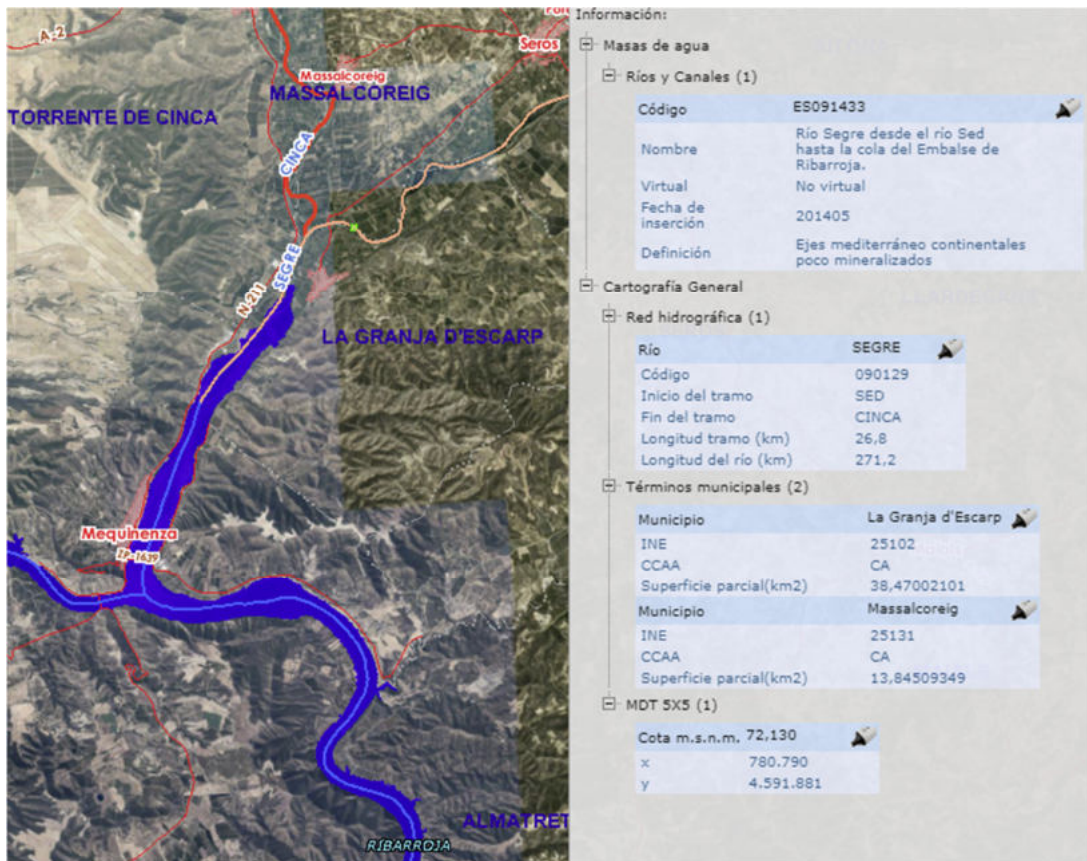 A-2
Seros
Massalcoreig
MASSALCOREIG
TORRENTE DE CINCA
CINCA
SEGRE
N-211
LA GRANJA D'ESCARP
Mequinenza
ALMATRET
RIBARROJA
Información:
Masas de agua
Ríos y Canales (1)
Código ES091433
Nombre Río Segre desde el río Sed
hasta la cola del Embalse de
Ribarroja.
Virtual No virtual
Fecha de
inserción 201405
Definición Ejes mediterráneo continentales
poco mineralizados
Cartografía General
Red hidrográfica (1)
Río SEGRE
Código 090129
Inicio del tramo SED
Fin del tramo CINCA
Longitud tramo (km) 26,8
Longitud del río (km) 271,2
Términos municipales (2)
Municipio La Granja d'Escarp
INE 25102
CCAA CA
Superficie parcial(km2) 38,47002101
Municipio Massalcoreig
INE 25131
CCAA CA
Superficie parcial(km2) 13,84509349
MDT 5X5 (1)
Cota m.s.n.m. 72,130
x 780.790
y 4.591.881